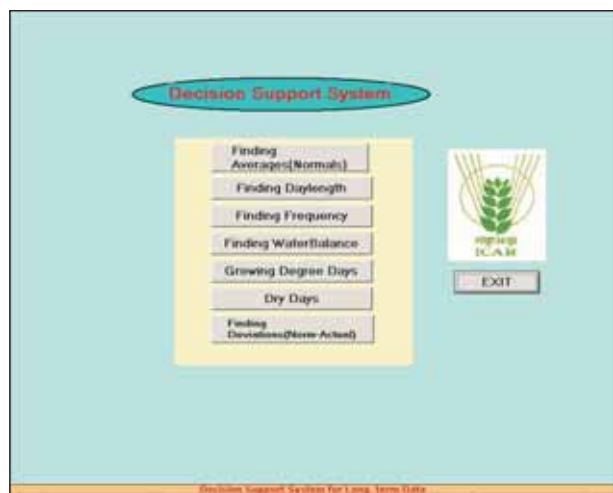 Decision Support System
Finding
Averages(Normals)
Finding Daylength
Finding Frequency
Finding WaterBalance
Growing Degree Days
Dry Days
Finding
Deviations(Norm-Actual)
ICAR
EXIT
Decision Support System for Long Term Data